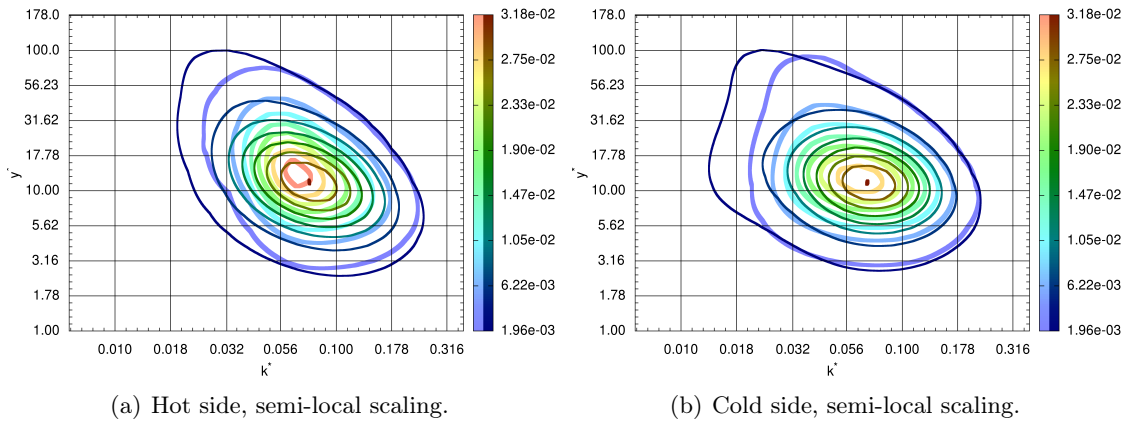 178.0
100.0
56.23
31.62
17.78
10.00
5.62
3.16
1.78
1.00
y*
0.010 0.018 0.032 0.056 0.100 0.178 0.316
k*
3.18e-02
2.75e-02
2.33e-02
1.90e-02
1.47e-02
1.05e-02
6.22e-03
1.96e-03
(a) Hot side, semi-local scaling.
178.0
100.0
56.23
31.62
17.78
10.00
5.62
3.16
1.78
1.00
y*
0.010 0.018 0.032 0.056 0.100 0.178 0.316
k*
3.18e-02
2.75e-02
2.33e-02
1.90e-02
1.47e-02
1.05e-02
6.22e-03
1.96e-03
(b) Cold side, semi-local scaling.